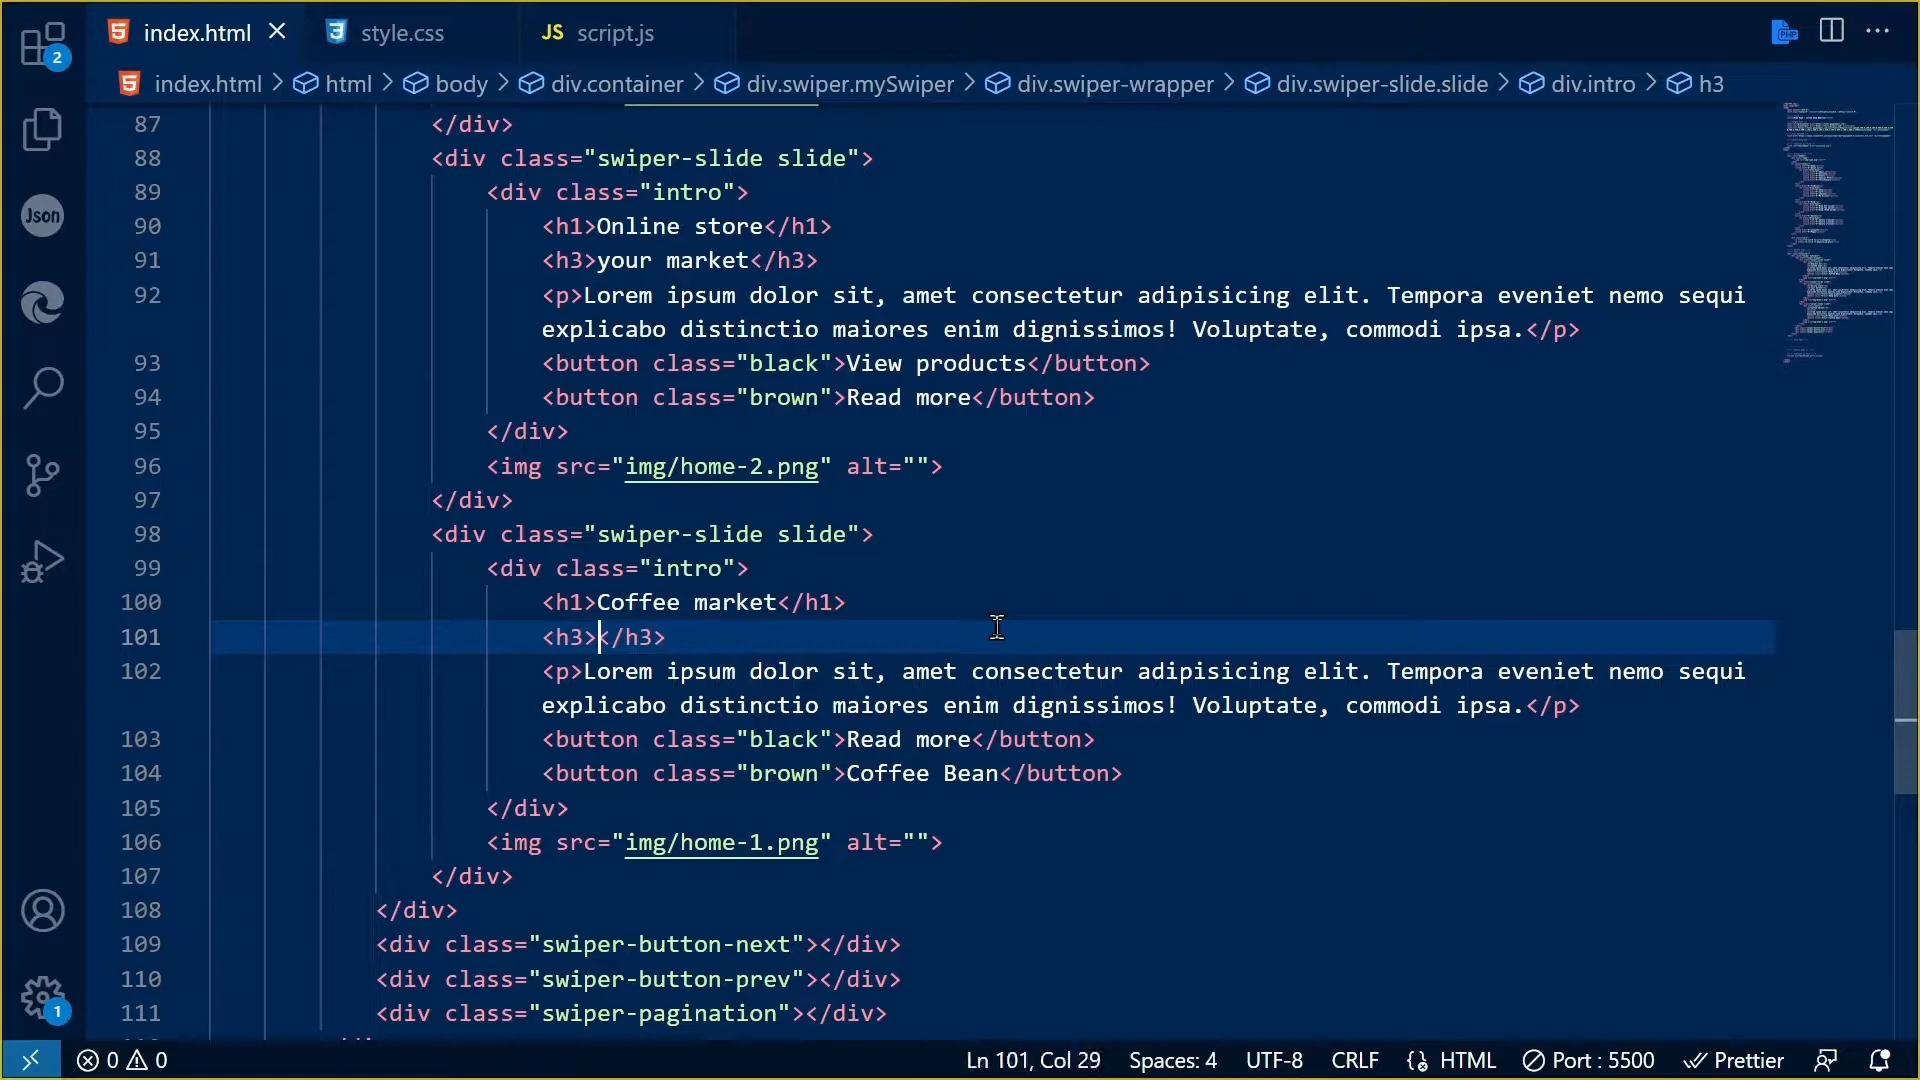 index.html
style.css
JS script.js
PHP
2
index.html > html > body > div.container > div.swiper.mySwiper > div.swiper-wrapper > div.swiper-slide.slide > div.intro > h3
Json
87 </div>
88 <div class="swiper-slide slide">
89 <div class="intro">
90 <h1>Online store</h1>
91 <h3>your market</h3>
92 <p>Lorem ipsum dolor sit, amet consectetur adipisicing elit. Tempora eveniet nemo sequi
explicabo distinctio maiores enim dignissimos! Voluptate, commodi ipsa.</p>
93 <button class="black">View products</button>
94 <button class="brown">Read more</button>
95 </div>
96 <img src="img/home-2.png" alt="">
97 </div>
98 <div class="swiper-slide slide">
99 <div class="intro">
100 <h1>Coffee market</h1>
101 <h3></h3>
102 <p>Lorem ipsum dolor sit, amet consectetur adipisicing elit. Tempora eveniet nemo sequi
explicabo distinctio maiores enim dignissimos! Voluptate, commodi ipsa.</p>
103 <button class="black">Read more</button>
104 <button class="brown">Coffee Bean</button>
105 </div>
106 <img src="img/home-1.png" alt="">
107 </div>
108 </div>
109 <div class="swiper-button-next"></div>
110 <div class="swiper-button-prev"></div>
111 <div class="swiper-pagination"></div>
1
0 0 Ln 101, Col 29 Spaces: 4 UTF-8 CRLF HTML Port : 5500 Prettier